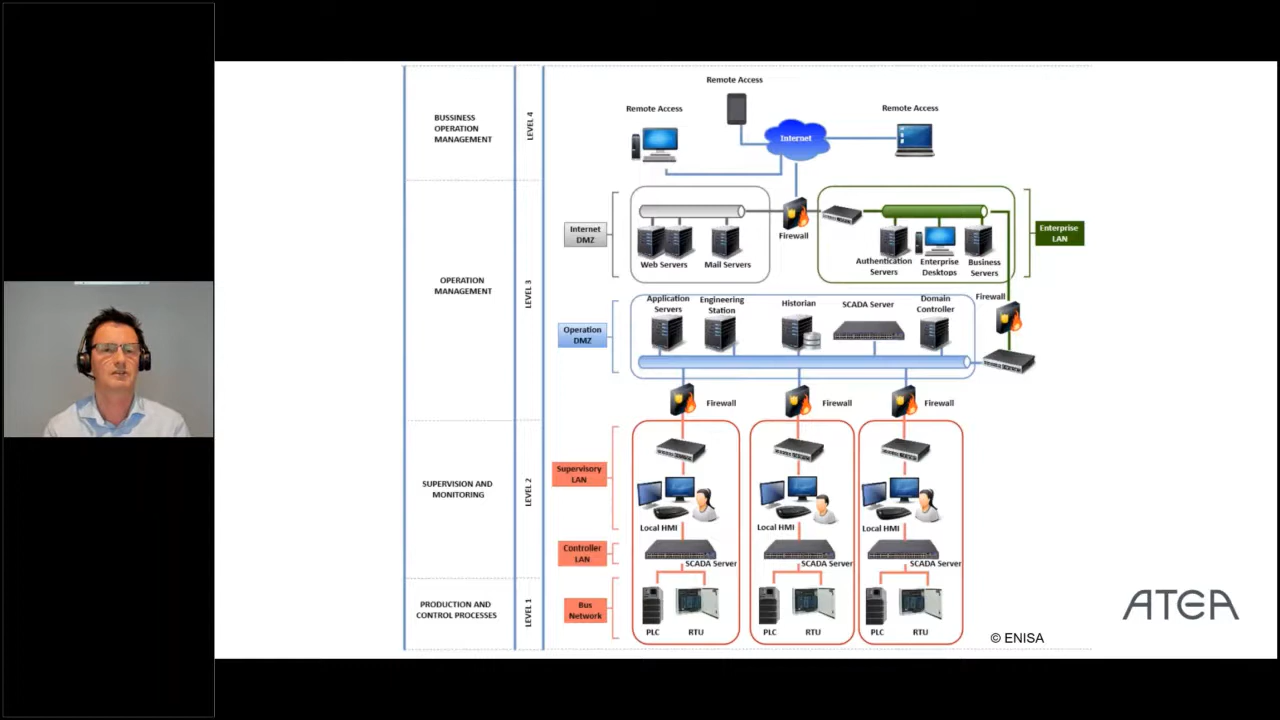 BUSSINESS
OPERATION
MANAGEMENT
LEVEL 4
Remote Access
Remote Access
Remote Access
Internet
OPERATION
MANAGEMENT
LEVEL 3
Internet
DMZ
Web Servers
Mail Servers
Firewall
Authentication
Servers
Enterprise
Desktops
Business
Servers
Enterprise
LAN
Operation
DMZ
Application
Servers
Engineering
Station
Historian
SCADA Server
Domain
Controller
Firewall
Firewall
Firewall
Firewall
SUPERVISION AND
MONITORING
LEVEL 2
Supervisory
LAN
Local HMI
Local HMI
Local HMI
Controller
LAN
SCADA Server
SCADA Server
SCADA Server
PRODUCTION AND
CONTROL PROCESSES
LEVEL 1
Bus
Network
PLC
RTU
PLC
RTU
PLC
RTU
© ENISA
ATEA